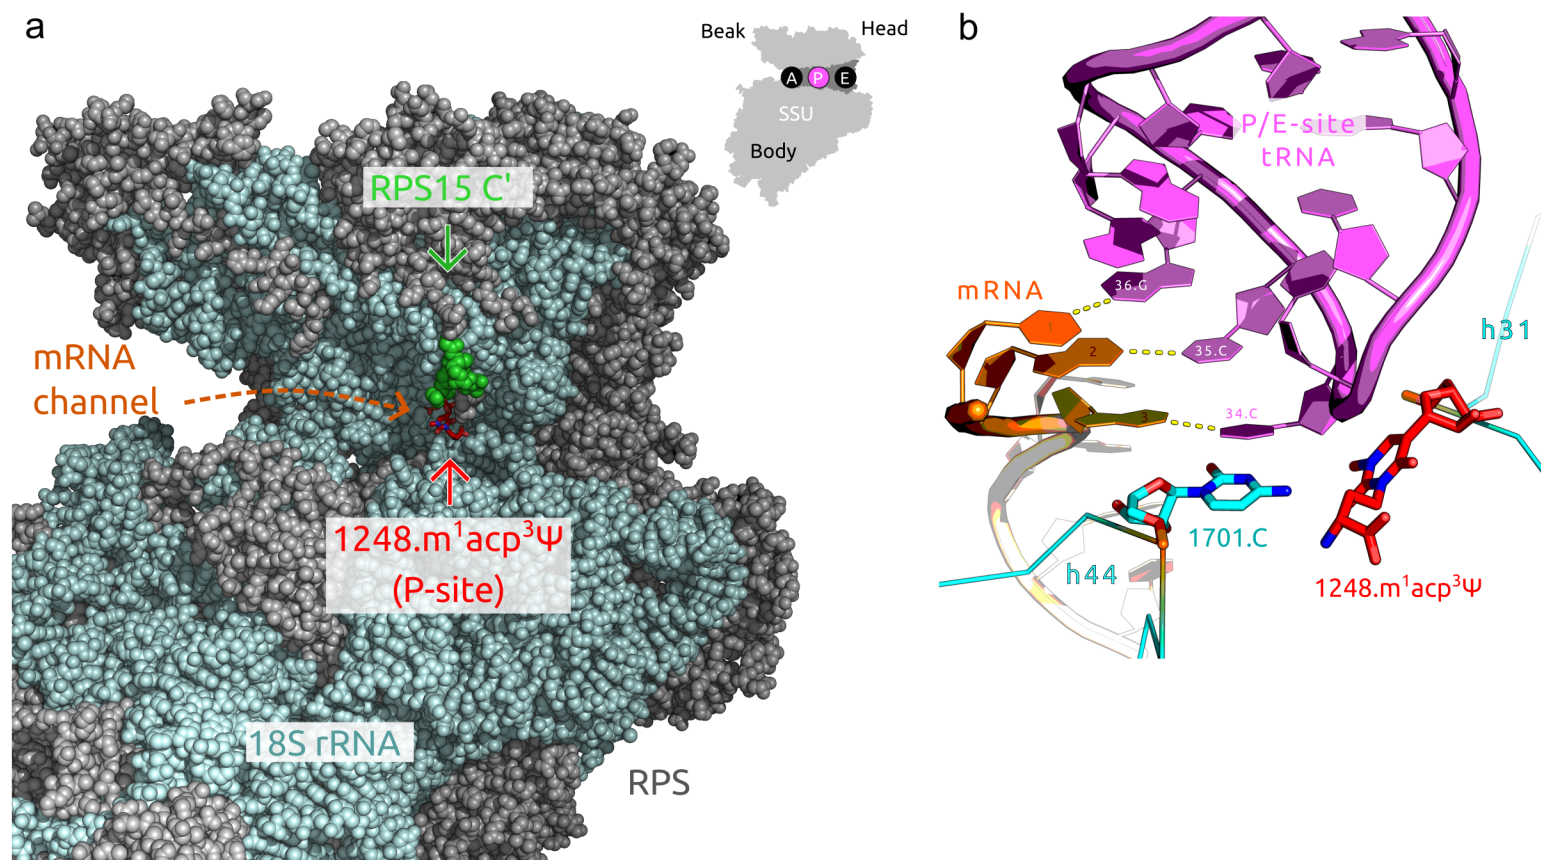 a
Beak
Head
A P E
SSU
Body
RPS15 C'
mRNA
channel
1248.m¹acp³Ψ
(P-site)
18S rRNA
RPS
b
P/E-site
tRNA
mRNA
36.G
1
2
35.C
3
34.C
h31
1701.C
h44
1248.m¹acp³Ψ